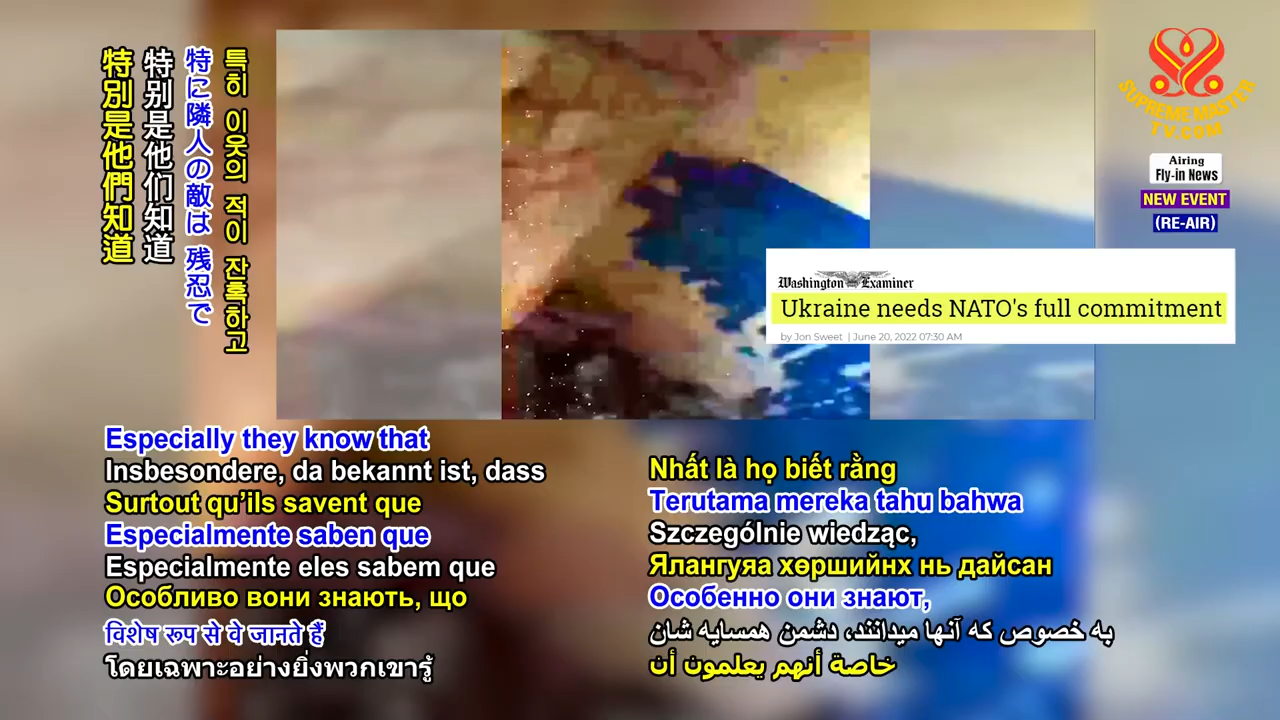 特別是他們知道
特别是他们知道
特に隣人の敵は 残忍で
특히 이웃의 적이 잔혹하고
SUPREME MASTER
TV.COM
Airing
Fly-in News
NEW EVENT
(RE-AIR)
Washington Examiner
Ukraine needs NATO's full commitment
by Jon Sweet | June 20, 2022 07:30 AM
Especially they know that
Insbesondere, da bekannt ist, dass
Surtout qu’ils savent que
Especialmente saben que
Especialmente eles sabem que
Особливо вони знають, що
विशेष रूप से वे जानते हैं
โดยเฉพาะอย่างยิ่งพวกเขารู้
Nhất là họ biết rằng
Terutama mereka tahu bahwa
Szczególnie wiedząc,
Ялангуяа хөршийнх нь дайсан
Особенно они знают,
به خصوص که آنها میدانند، دشمن همسایه شان
خاصة أنهم يعلمون أن